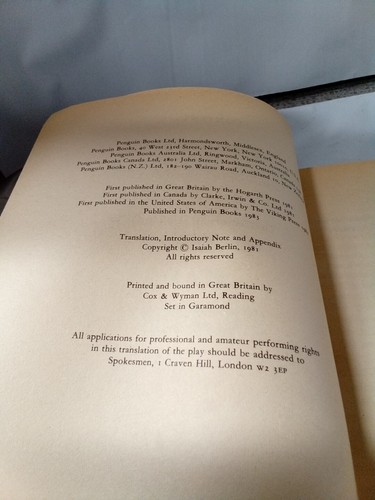 Penguin Books Ltd, Harmondsworth, Middlesex, England
Penguin Books, 40 West 23rd Street, New York, New York
Penguin Books Australia Ltd, Ringwood, Victoria,
Penguin Books Canada Ltd, 2801 John Street, Markham, Ontario,
Penguin Books (N.Z.) Ltd, 182-190 Wairau Road, Auckland 10, New
First published in Great Britain by the Hogarth Press 1981
First published in Canada by Clarke, Irwin & Co. Ltd 1981
First published in the United States of America by The Viking Press
Published in Penguin Books 1983
Translation, Introductory Note and Appendix
Copyright © Isaiah Berlin, 1981
All rights reserved
Printed and bound in Great Britain by
Cox & Wyman Ltd, Reading
Set in Garamond
All applications for professional and amateur performing rights
in this translation of the play should be addressed to
Spokesmen, 1 Craven Hill, London W2 3EP